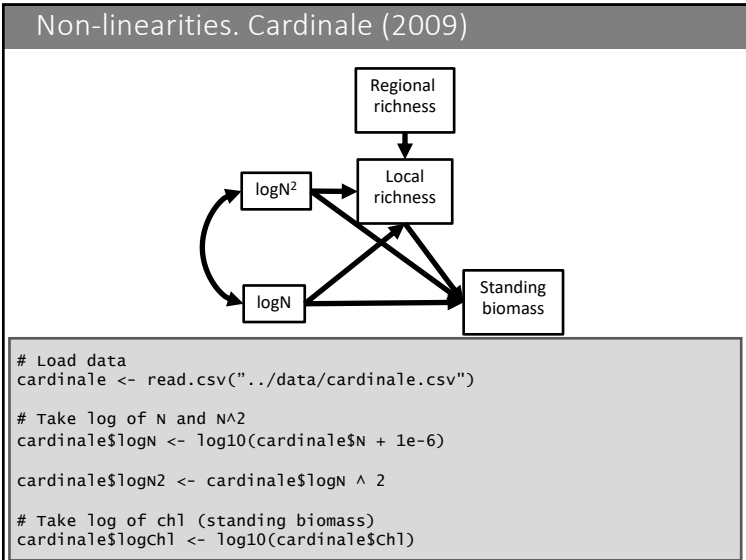 Non-linearities. Cardinale (2009)
Regional
richness
Local
richness
logN²
logN
Standing
biomass
# Load data
cardinale <- read.csv("../data/cardinale.csv")
# Take log of N and N^2
cardinale$logN <- log10(cardinale$N + 1e-6)
cardinale$logN2 <- cardinale$logN ^ 2
# Take log of chl (standing biomass)
cardinale$logChl <- log10(cardinale$Chl)